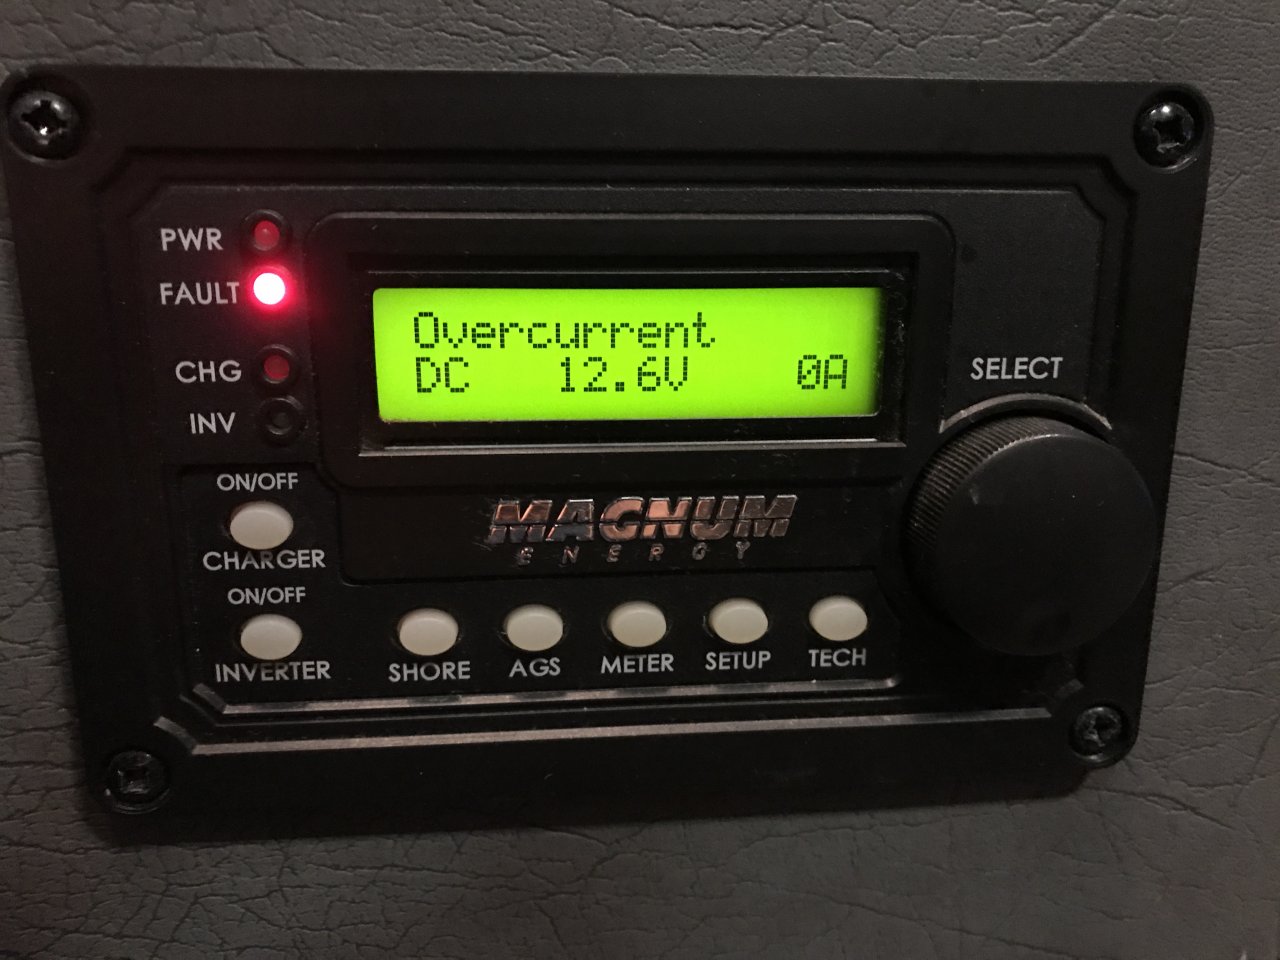 PWR
FAULT
CHG
INV
Overcurrent
DC 12.6V 0A
SELECT
ON/OFF
CHARGER
ON/OFF
INVERTER
MAGNUM
ENERGY
SHORE
AGS
METER
SETUP
TECH